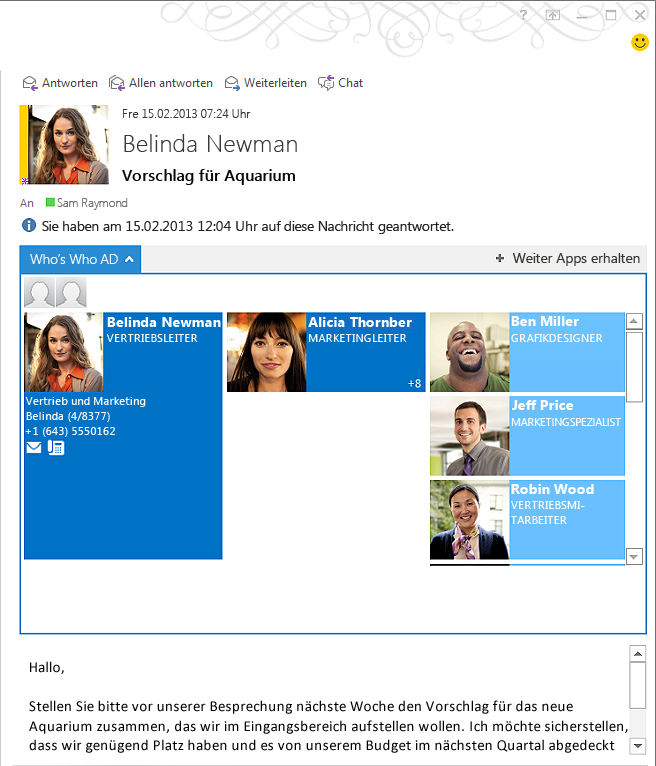 ?
Antworten Allen antworten Weiterleiten Chat
Fre 15.02.2013 07:24 Uhr
Belinda Newman
Vorschlag für Aquarium
An Sam Raymond
Sie haben am 15.02.2013 12:04 Uhr auf diese Nachricht geantwortet.
Who's Who AD + Weiter Apps erhalten
Belinda Newman
VERTRIEBSLEITER
Vertrieb und Marketing
Belinda (4/8377)
+1 (643) 5550162
Alicia Thornber
MARKETINGLEITER
+8
Ben Miller
GRAFIKDESIGNER
Jeff Price
MARKETINGSPEZIALIST
Robin Wood
VERTRIEBSMI-
TARBEITER
Hallo,
Stellen Sie bitte vor unserer Besprechung nächste Woche den Vorschlag für das neue
Aquarium zusammen, das wir im Eingangsbereich aufstellen wollen. Ich möchte sicherstellen,
dass wir genügend Platz haben und es von unserem Budget im nächsten Quartal abgedeckt